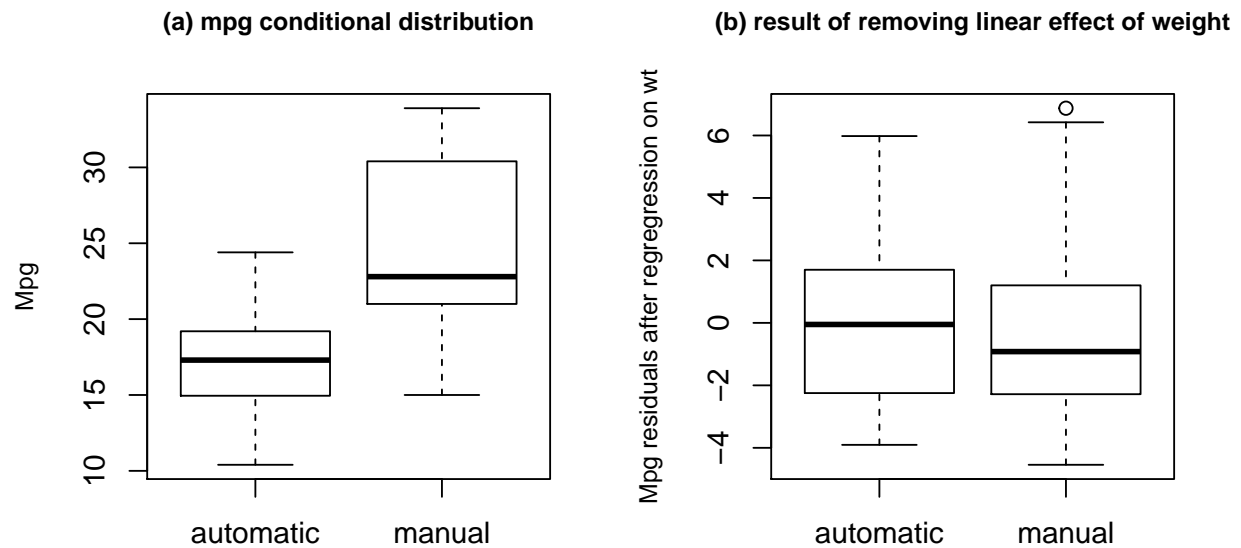 (a) mpg conditional distribution
Mpg
30
25
20
15
10
automatic manual
(b) result of removing linear effect of weight
Mpg residuals after regregression on wt
6
4
2
0
−2
−4
automatic manual